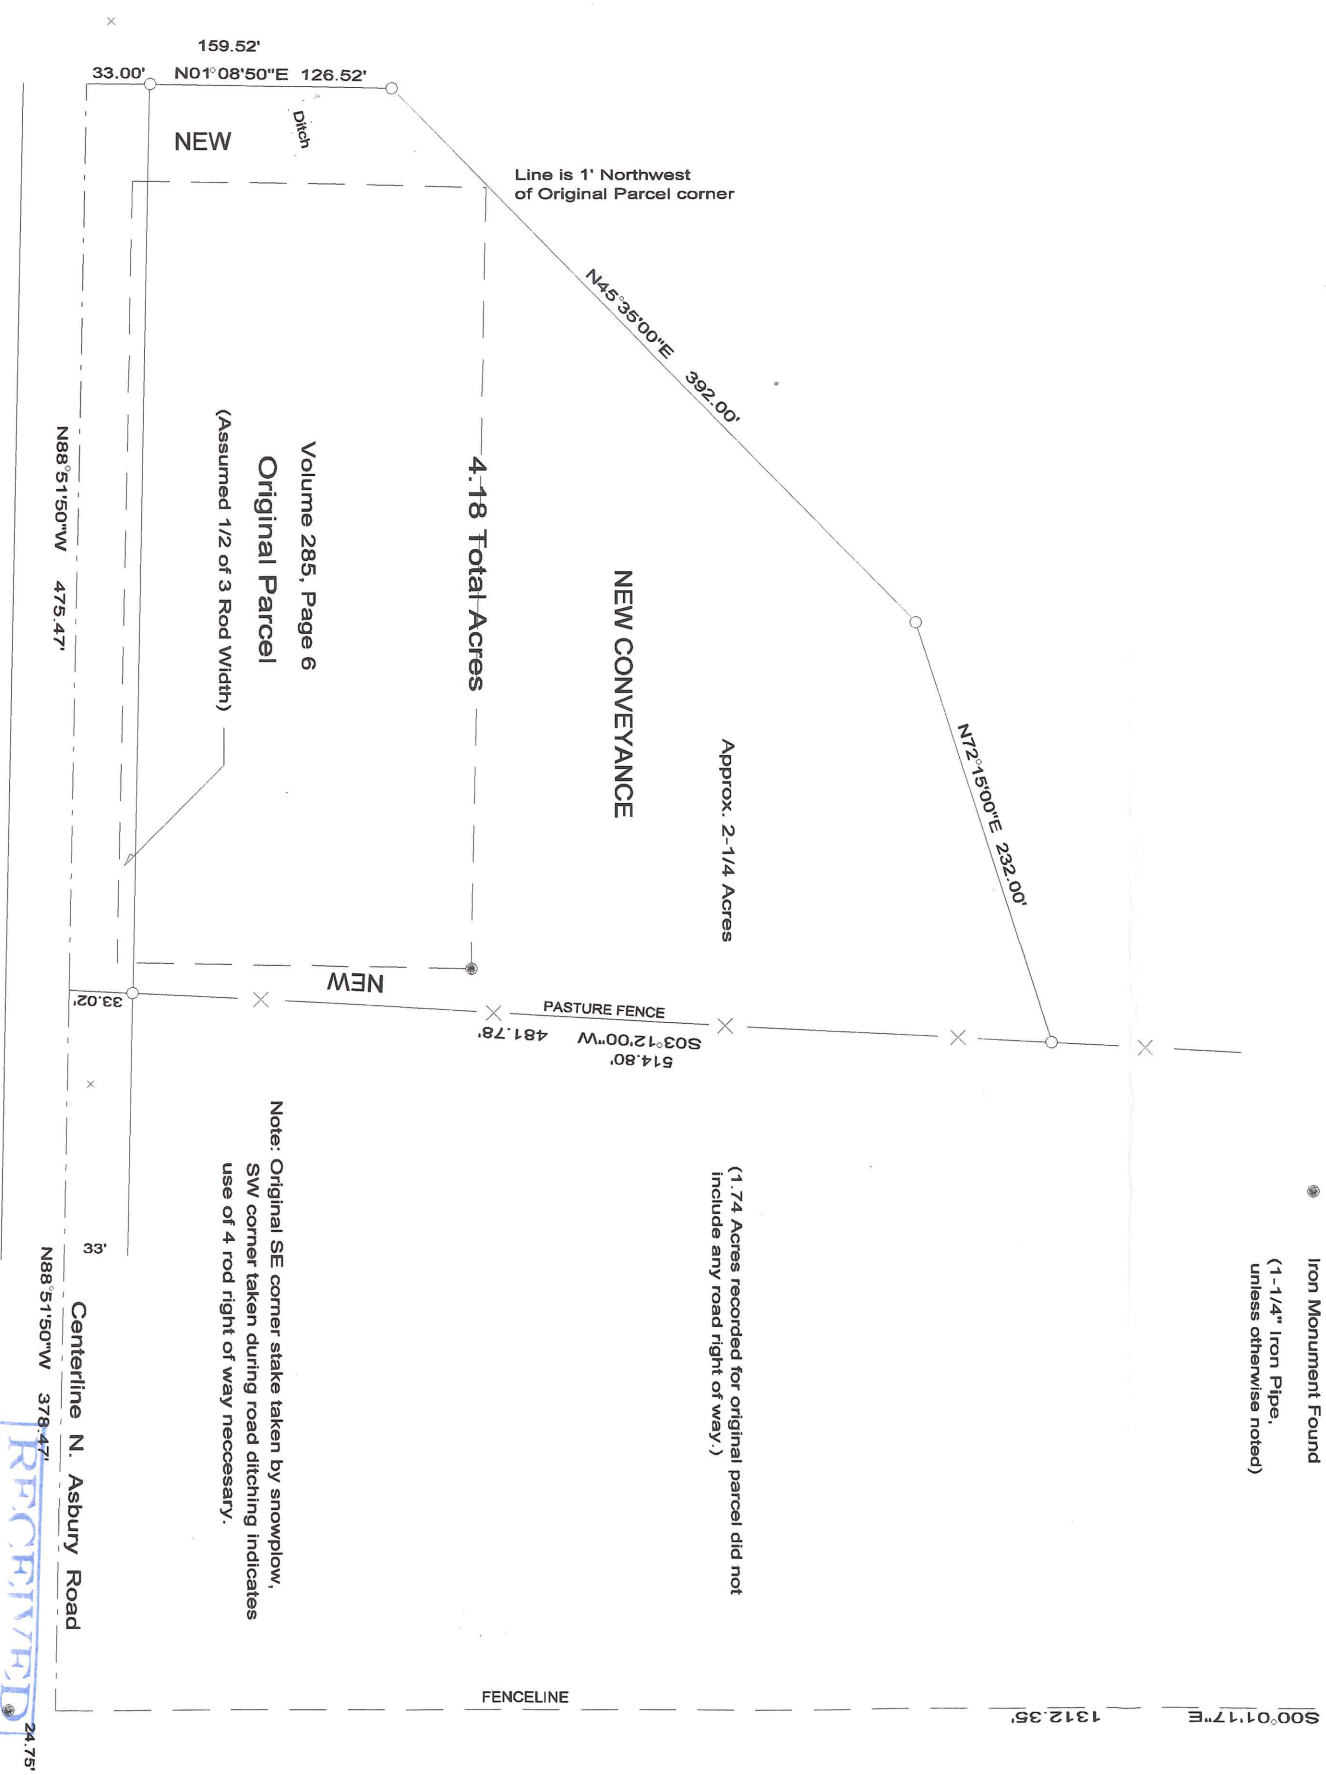 159.52'
33.00' N01°08'50"E 126.52'
NEW
Ditch
Line is 1' Northwest
of Original Parcel corner
N45°35'00"E 392.00'
N72°15'00"E 232.00'
NEW CONVEYANCE
Approx. 2-1/4 Acres
4.18 Total Acres
Volume 285, Page 6
Original Parcel
(Assumed 1/2 of 3 Rod Width)
N88°51'50"W 475.47'
NEW
33.02'
PASTURE FENCE
S03°12'00"W 481.78'
514.80'
Iron Monument Found
(1-1/4" Iron Pipe,
unless otherwise noted)
(1.74 Acres recorded for original parcel did not
include any road right of way.)
Note: Original SE corner stake taken by snowplow,
SW corner taken during road ditching indicates
use of 4 rod right of way neccesary.
33'
Centerline N. Asbury Road
N88°51'50"W 378.47'
RECEIVED
24.75'
FENCELINE
S00°01'17"E 1312.35'